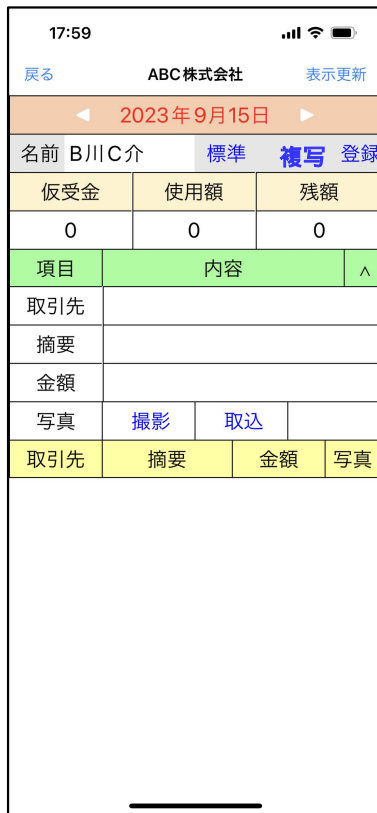 17:59
戻る ABC株式会社 表示更新
2023年9月15日
名前 B川C介 標準 複写 登録
仮受金 使用額 残額
0 0 0
項目 内容 ^
取引先
摘要
金額
写真 撮影 取込
取引先 摘要 金額 写真